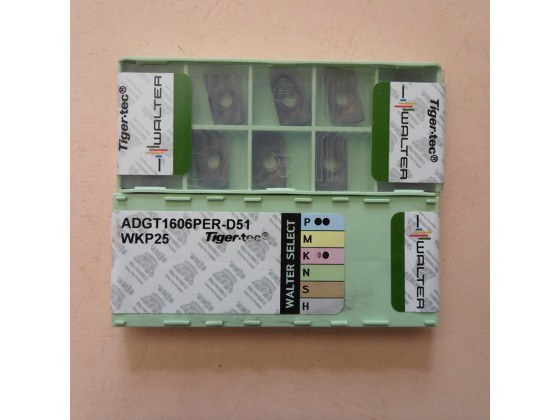 Tiger·tec®
WALTER
Tiger·tec®
WALTER
ADGT1606PER-D51
WKP25
Tiger·tec®
WALTER SELECT
P
M
K
N
S
H
WALTER